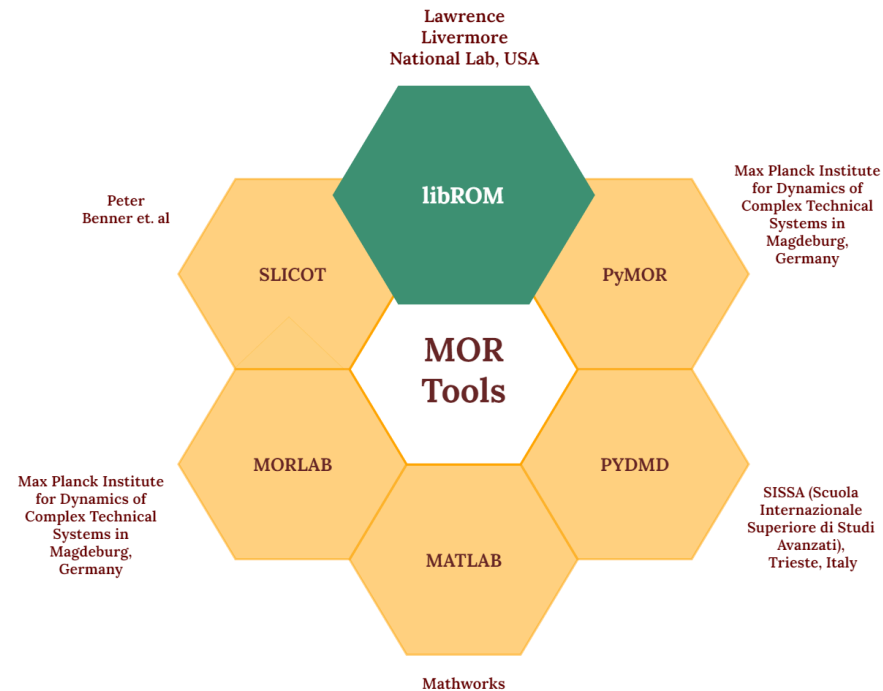 Lawrence
Livermore
National Lab, USA
libROM
Peter
Benner et. al
SLICOT
PyMOR
Max Planck Institute
for Dynamics of
Complex Technical
Systems in
Magdeburg,
Germany
MOR
Tools
MORLAB
Max Planck Institute
for Dynamics of
Complex Technical
Systems in
Magdeburg,
Germany
PYDMD
SISSA (Scuola
Internazionale
Superiore di Studi
Avanzati),
Trieste, Italy
MATLAB
Mathworks